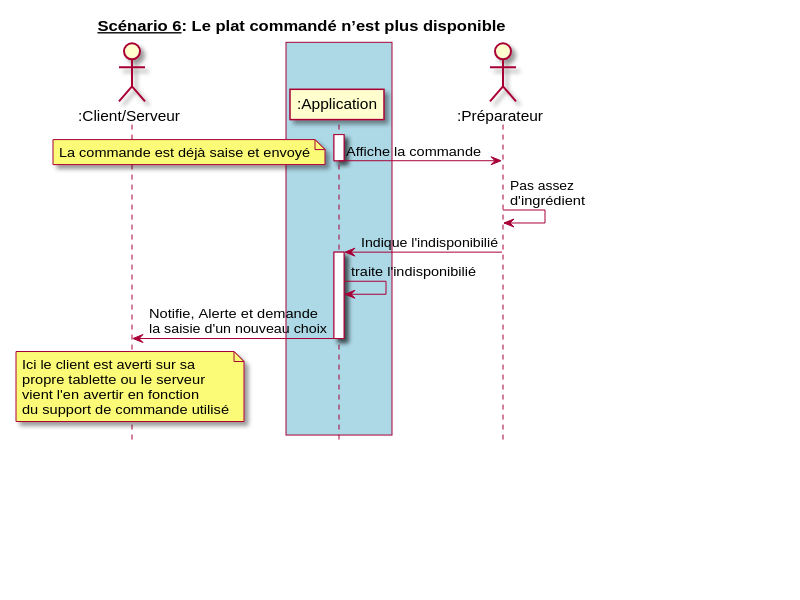 Scénario 6: Le plat commandé n’est plus disponible
:Client/Serveur
:Application
:Préparateur
La commande est déjà saise et envoyé
Affiche la commande
Pas assez
d'ingrédient
Indique l'indisponibilié
traite l'indisponibilié
Notifie, Alerte et demande
la saisie d'un nouveau choix
Ici le client est averti sur sa
propre tablette ou le serveur
vient l'en avertir en fonction
du support de commande utilisé